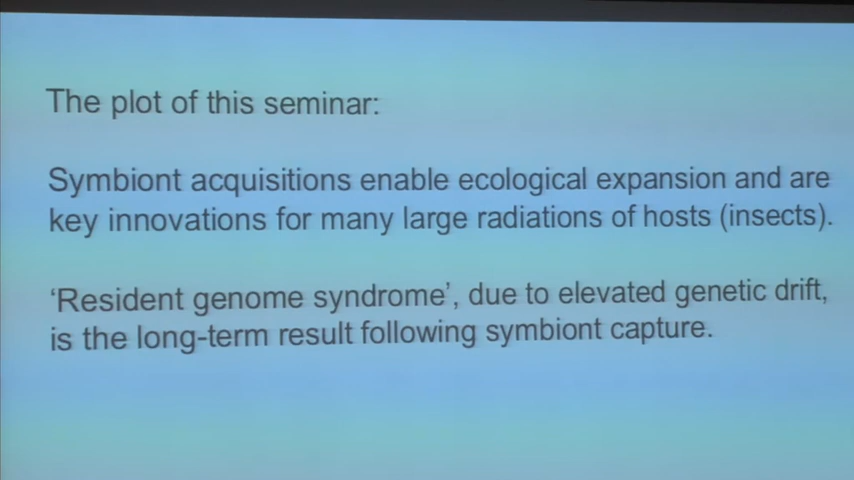 The plot of this seminar:
Symbiont acquisitions enable ecological expansion and are
key innovations for many large radiations of hosts (insects).
‘Resident genome syndrome’, due to elevated genetic drift,
is the long-term result following symbiont capture.